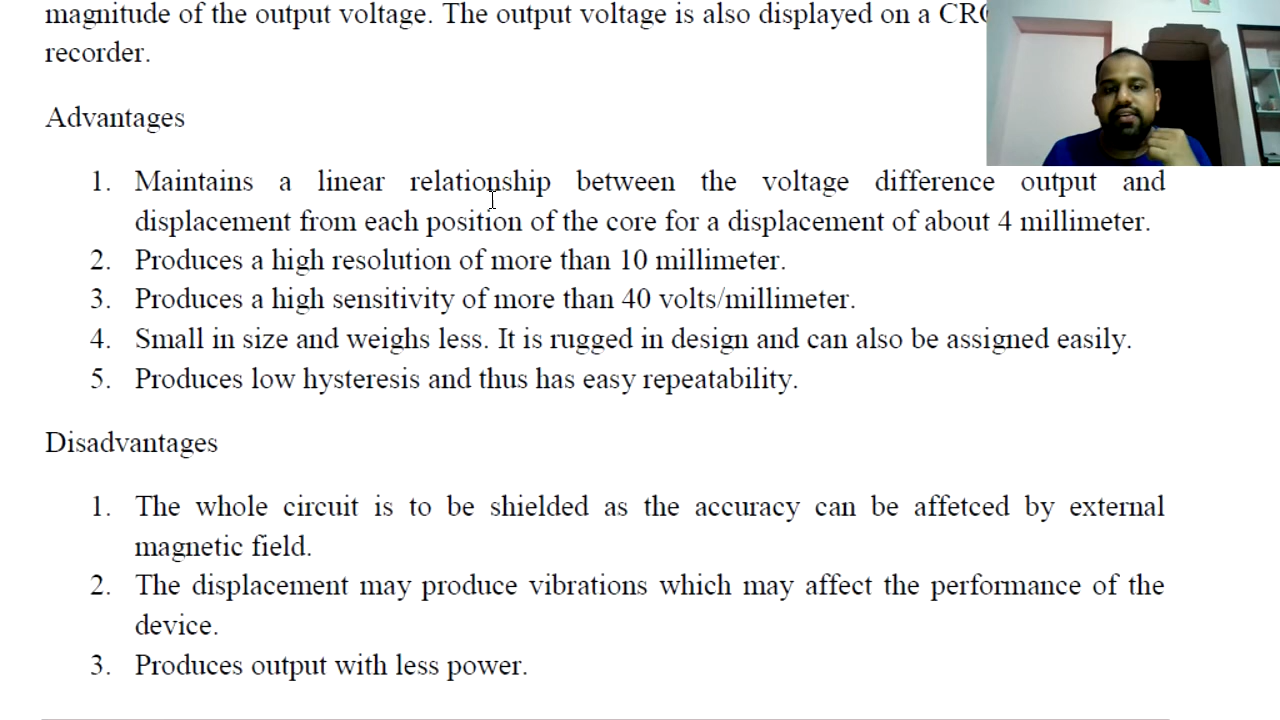 magnitude of the output voltage. The output voltage is also displayed on a
recorder.
Advantages
1. Maintains a linear relationship between the voltage difference output and
displacement from each position of the core for a displacement of about 4 millimeter.
2. Produces a high resolution of more than 10 millimeter.
3. Produces a high sensitivity of more than 40 volts/millimeter.
4. Small in size and weighs less. It is rugged in design and can also be assigned easily.
5. Produces low hysteresis and thus has easy repeatability.
Disadvantages
1. The whole circuit is to be shielded as the accuracy can be affetced by external
magnetic field.
2. The displacement may produce vibrations which may affect the performance of the
device.
3. Produces output with less power.